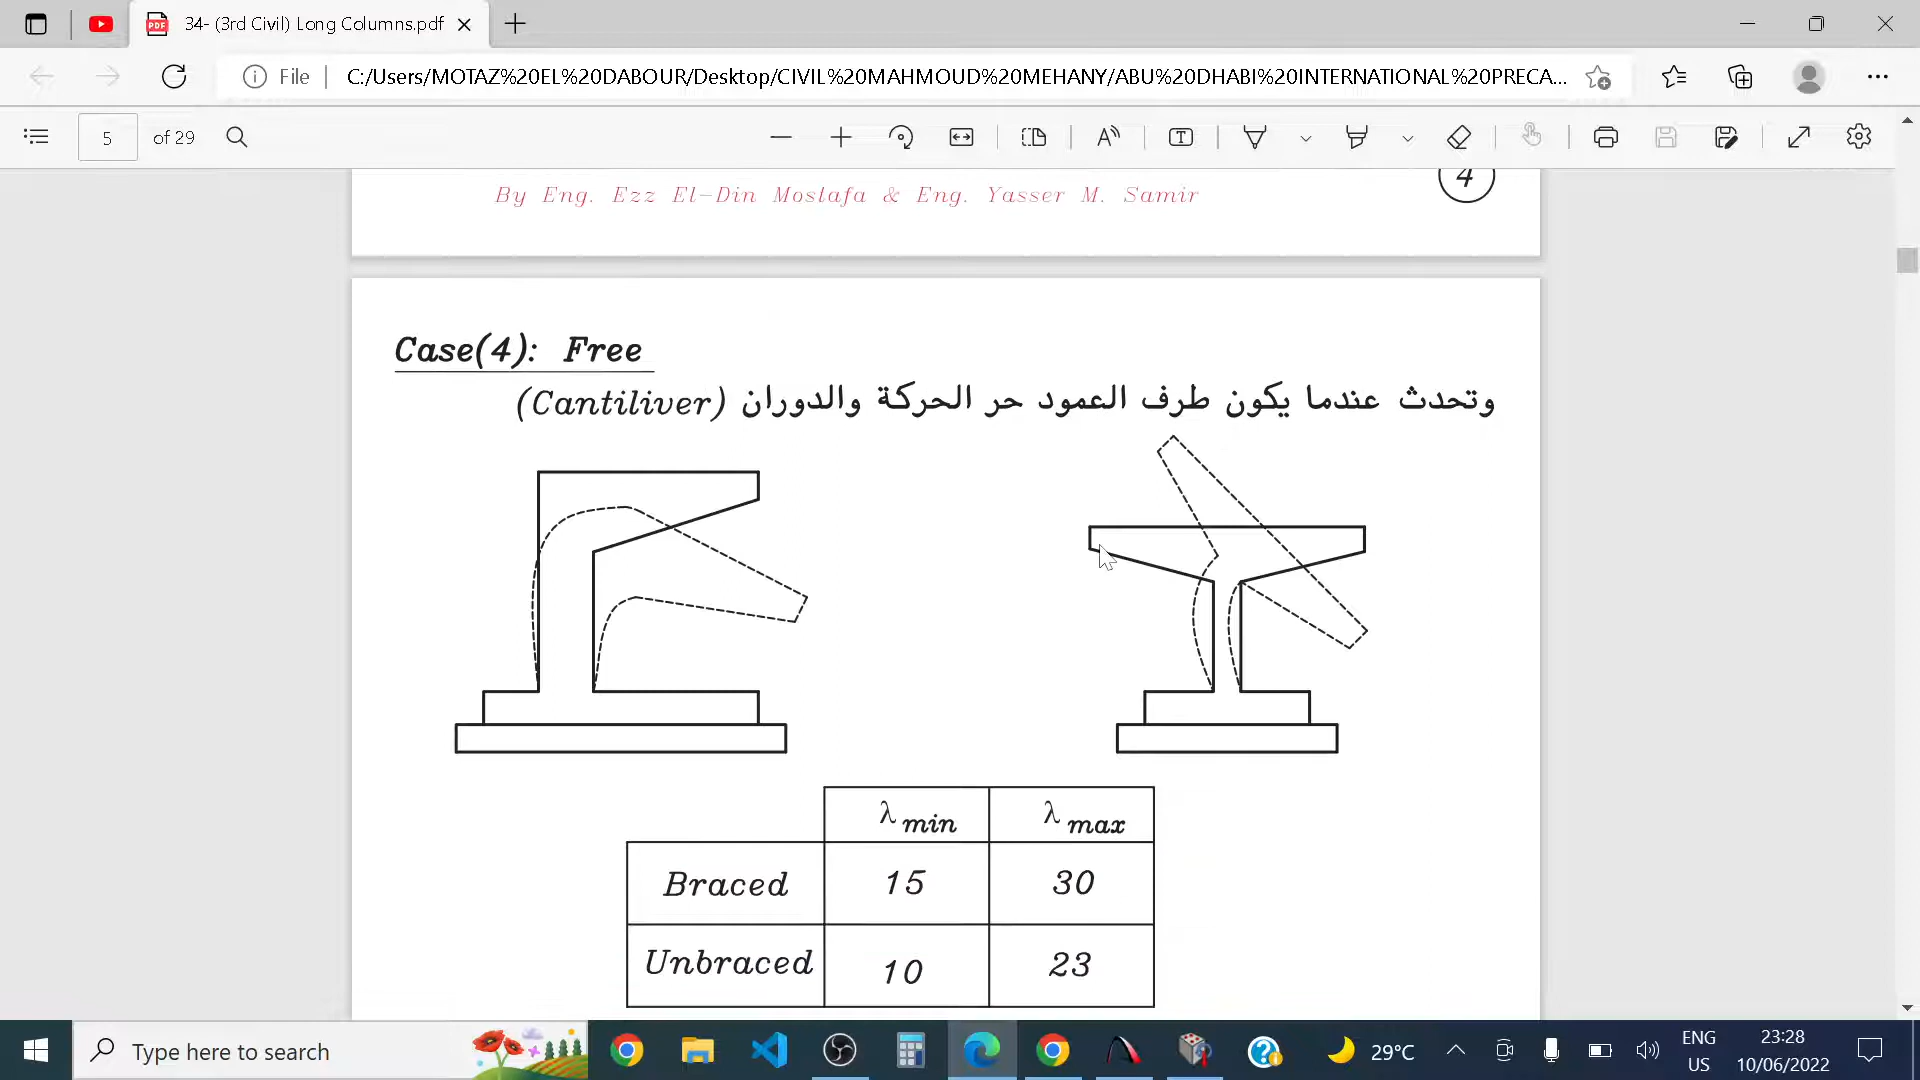 34- (3rd Civil) Long Columns.pdf
File
C:/Users/MOTAZ%20EL%20DABOUR/Desktop/CIVIL%20MAHMOUD%20MEHANY/ABU%20DHABI%20INTERNATIONAL%20PRECA...
5 of 29
By Eng. Ezz El-Din Mostafa & Eng. Yasser M. Samir
4
Case(4): Free
وتحدث عندما يكون طرف العمود حر الحركة والدوران (Cantiliver)
λ min λ max
Braced 15 30
Unbraced 10 23
Type here to search
29°C
ENG
US
23:28
10/06/2022